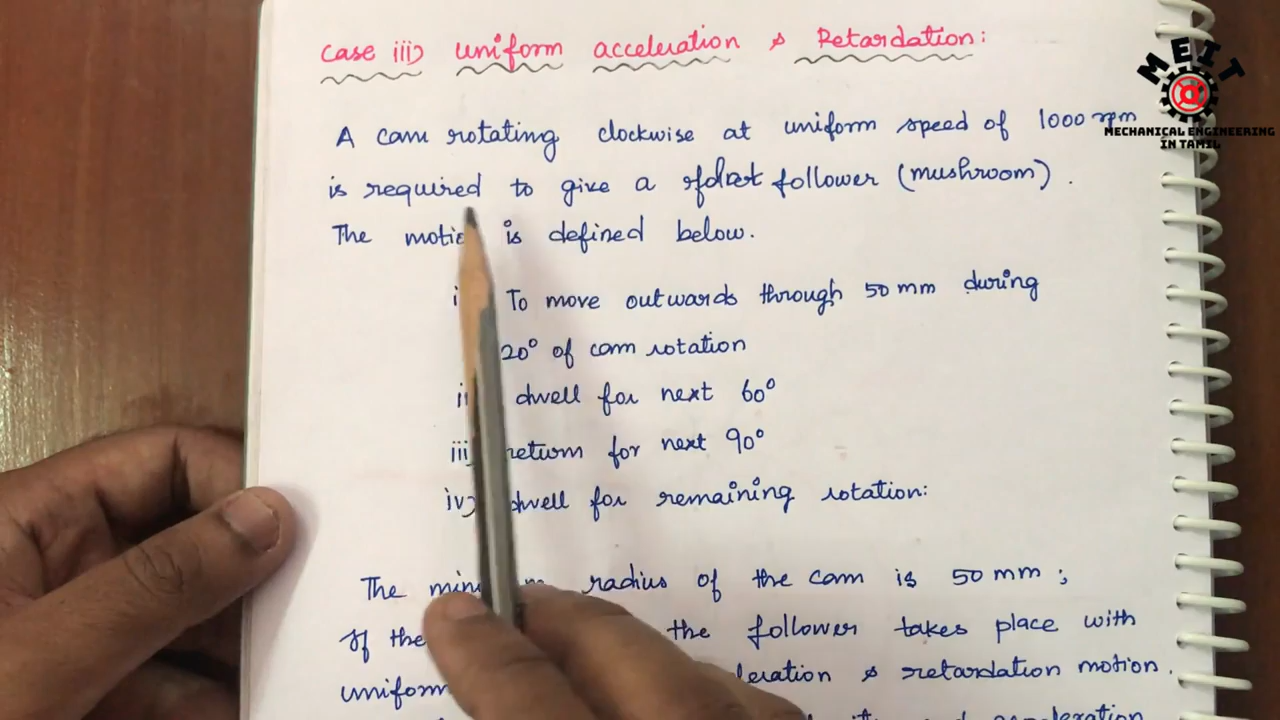 case iii) uniform acceleration & Retardation:
A cam rotating clockwise at uniform speed of 1000 rpm
is required to give a follower (mushroom).
The is defined below.
To move outwards through 50 mm during
20° of cam rotation
dwell for next 60°
iii) return for next 90°
iv) dwell for remaining rotation:
The radius of the cam is 50 mm;
of the the follower takes place with
uniform & retardation motion.
MEIT
MECHANICAL ENGINEERING
IN TAMIL